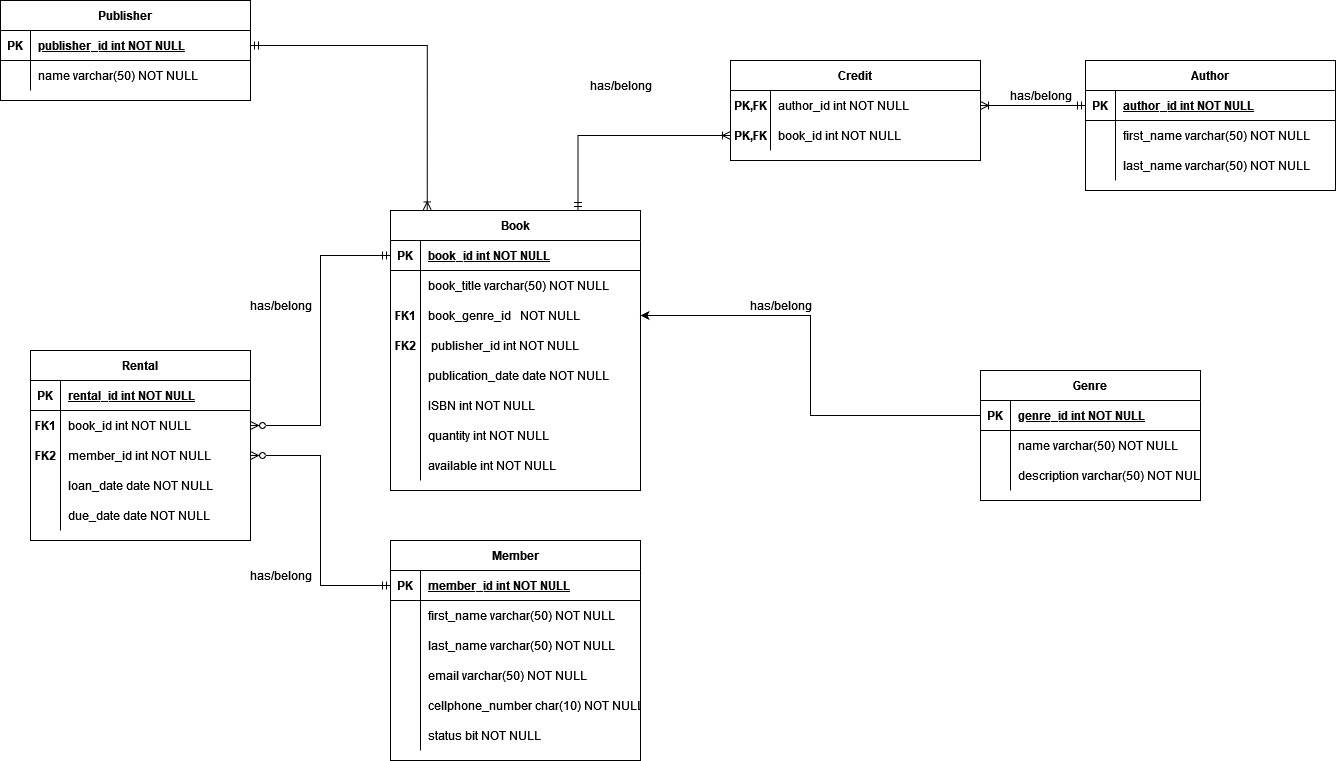 Publisher
PK publisher_id int NOT NULL
name varchar(50) NOT NULL
has/belong
Credit
PK,FK author_id int NOT NULL
PK,FK book_id int NOT NULL
has/belong
Author
PK author_id int NOT NULL
first_name varchar(50) NOT NULL
last_name varchar(50) NOT NULL
Book
PK book_id int NOT NULL
book_title varchar(50) NOT NULL
FK1 book_genre_id NOT NULL
FK2 publisher_id int NOT NULL
publication_date date NOT NULL
ISBN int NOT NULL
quantity int NOT NULL
available int NOT NULL
has/belong
has/belong
Rental
PK rental_id int NOT NULL
FK1 book_id int NOT NULL
FK2 member_id int NOT NULL
loan_date date NOT NULL
due_date date NOT NULL
Genre
PK genre_id int NOT NULL
name varchar(50) NOT NULL
description varchar(50) NOT NUL
has/belong
Member
PK member_id int NOT NULL
first_name varchar(50) NOT NULL
last_name varchar(50) NOT NULL
email varchar(50) NOT NULL
cellphone_number char(10) NOT NULL
status bit NOT NULL